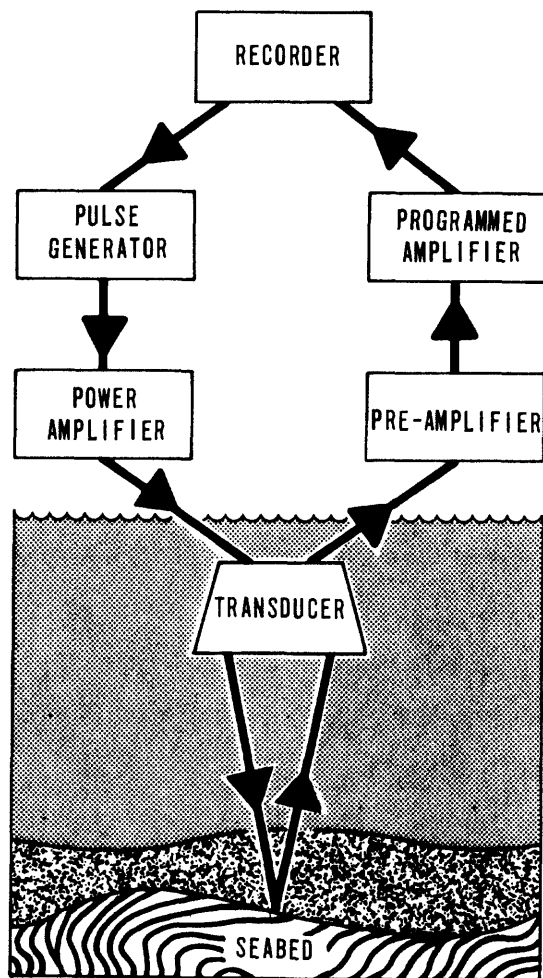 RECORDER
PULSE
GENERATOR
PROGRAMMED
AMPLIFIER
POWER
AMPLIFIER
PRE-AMPLIFIER
TRANSDUCER
SEABED